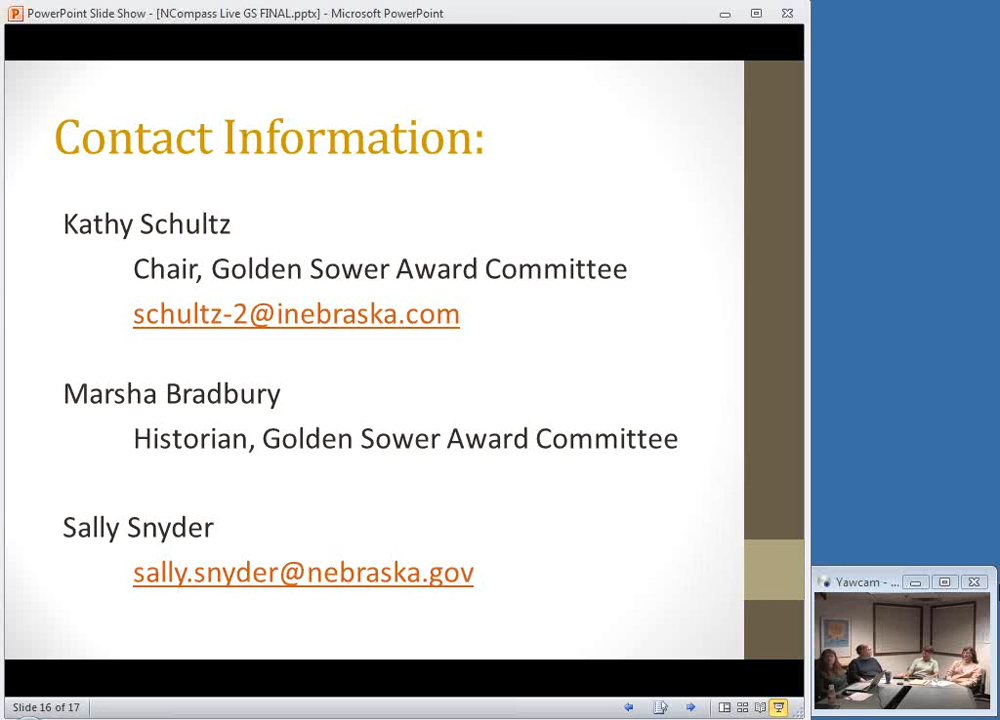 PowerPoint Slide Show - [NCompass Live GS FINAL.pptx] - Microsoft PowerPoint
Contact Information:
Kathy Schultz
Chair, Golden Sower Award Committee
schultz-2@inebraska.com
Marsha Bradbury
Historian, Golden Sower Award Committee
Sally Snyder
sally.snyder@nebraska.gov
Yawcam - ...
Slide 16 of 17